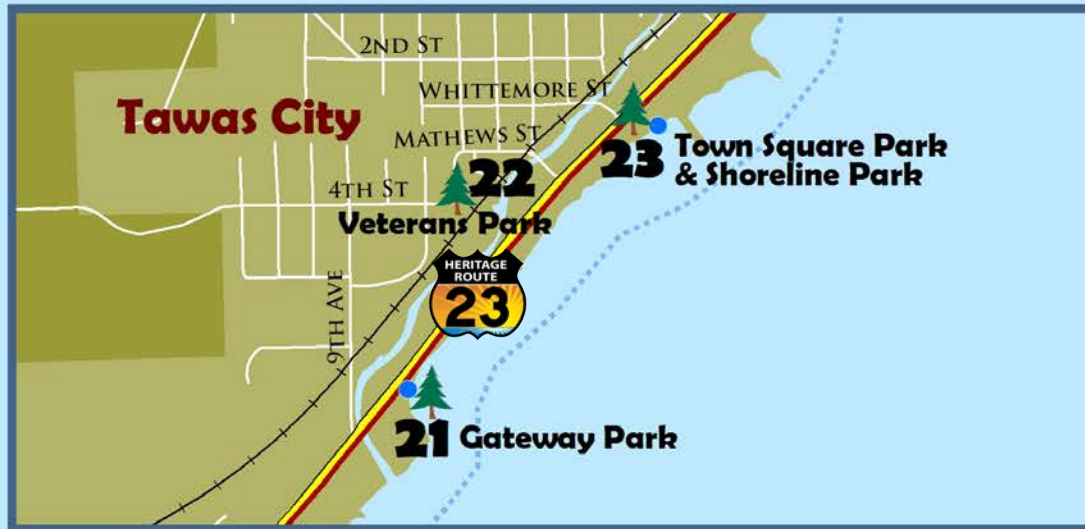 2ND ST
WHITTEMORE ST
Tawas City
MATHEWS ST
23 Town Square Park
& Shoreline Park
22
4TH ST
Veterans Park
HERITAGE
ROUTE
23
9TH AVE
21 Gateway Park